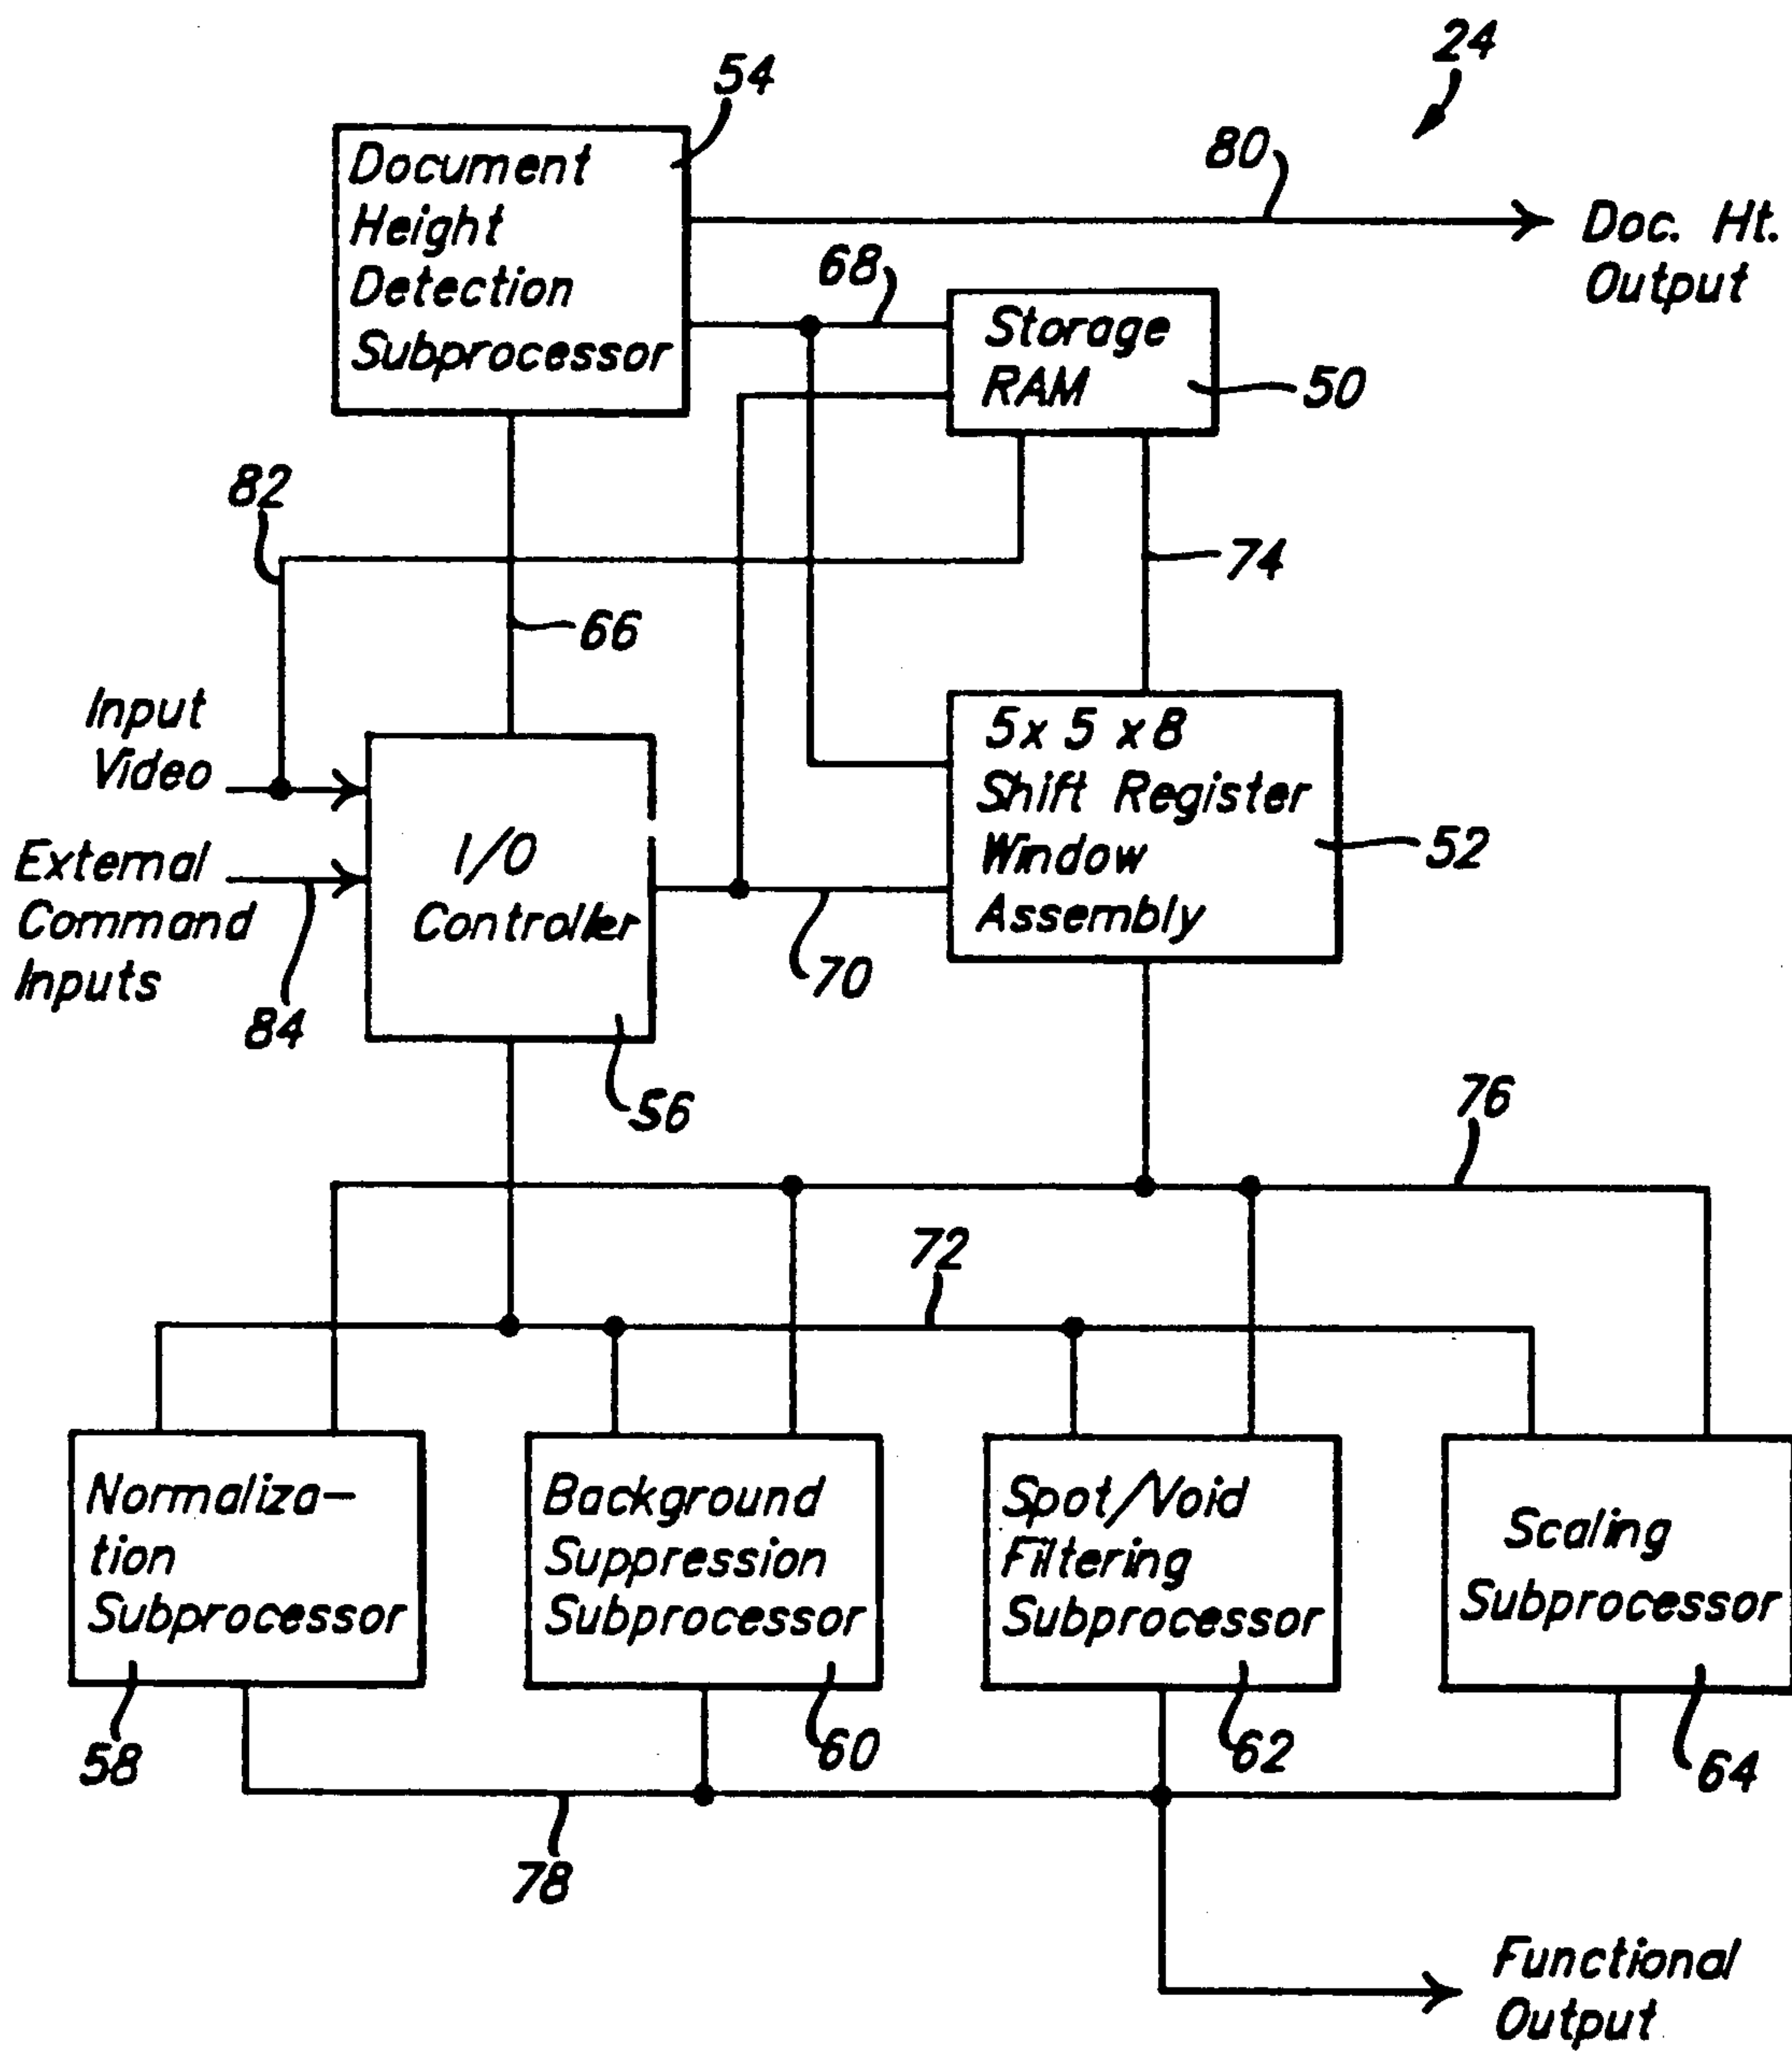 24
54
Document
Height
Detection
Subprocessor
80
Doc. Ht.
Output
68
Storage
RAM
50
82
74
66
Input
Video
5x 5 x8
Shift Register
Window
Assembly
52
I/O
Controller
External
Command
Inputs
84
70
56
76
72
Normaliza-
tion
Subprocessor
Background
Suppression
Subprocessor
Spot/Void
Filtering
Subprocessor
Scaling
Subprocessor
58
60
62
64
78
Functional
Output